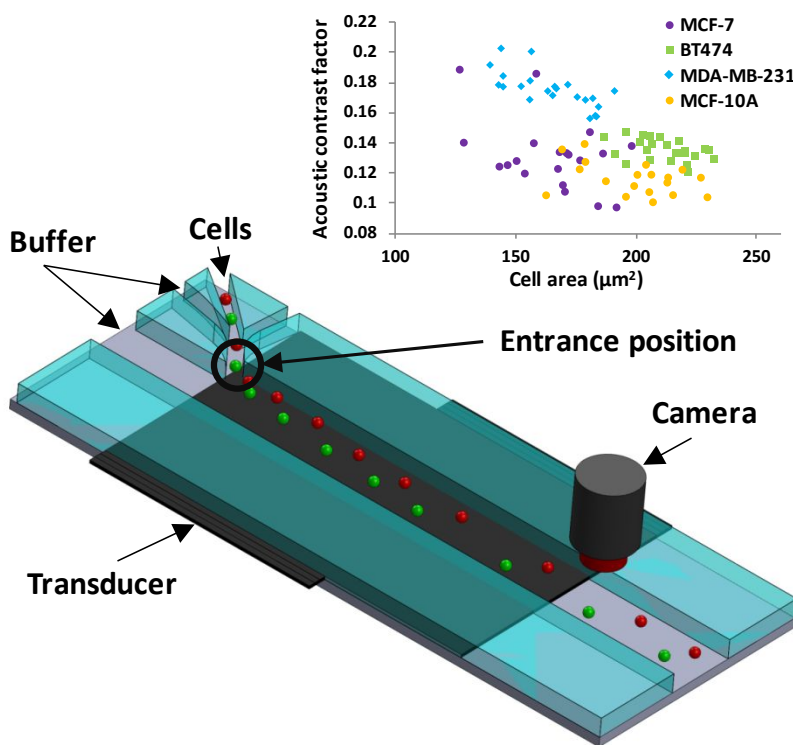 MCF-7
BT474
MDA-MB-231
MCF-10A
Acoustic contrast factor
0.22
0.2
0.18
0.16
0.14
0.12
0.1
0.08
100
150
200
250
Cell area (µm²)
Buffer
Cells
Entrance position
Camera
Transducer